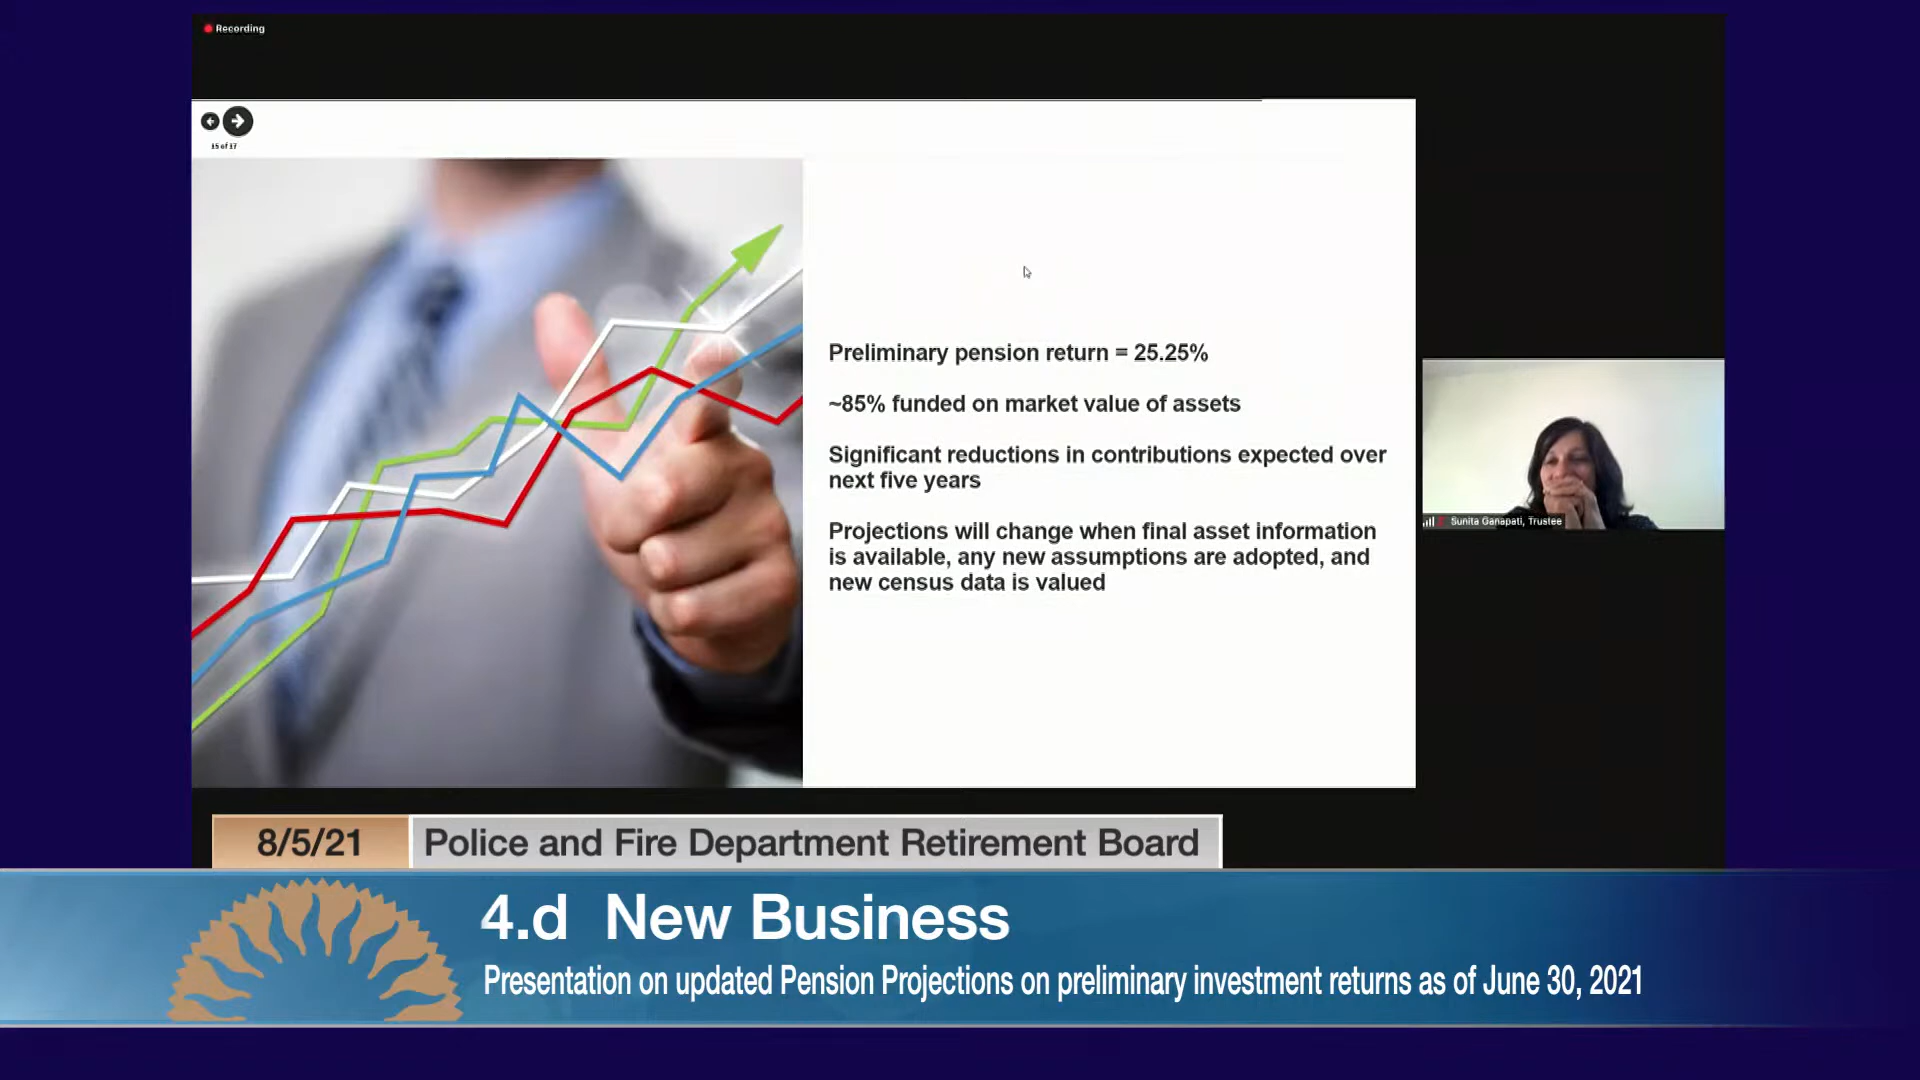 Recording
15 of 17
Preliminary pension return = 25.25%
~85% funded on market value of assets
Significant reductions in contributions expected over
next five years
Projections will change when final asset information
is available, any new assumptions are adopted, and
new census data is valued
Sunita Ganapati, Trustee
8/5/21
Police and Fire Department Retirement Board
4.d New Business
Presentation on updated Pension Projections on preliminary investment returns as of June 30, 2021